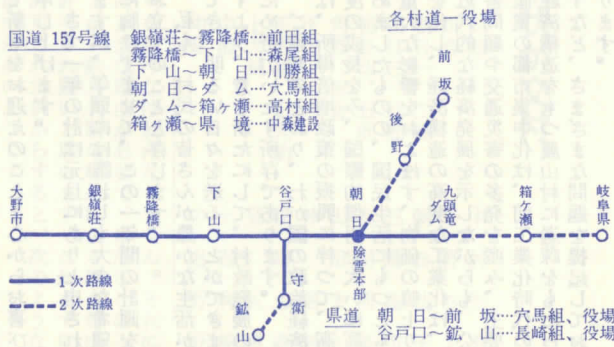 各村道一役場
国道 157号線
銀嶺荘～霧降橋…前田組
霧降橋～下山…森尾組
下山～朝日…川勝組
朝日～ダム…穴馬組
ダム～箱ヶ瀬…高村組
箱ヶ瀬～県境…中森建設
前坂
後野
大野市
銀嶺荘
霧降橋
下山
谷戸口
朝日
除雪本部
九頭竜ダム
箱ケ瀬
岐阜県
守衛
鉱山
1次路線
2次路線
県道 朝日～前坂…穴馬組、役場
谷戸口～鉱山…長崎組、役場